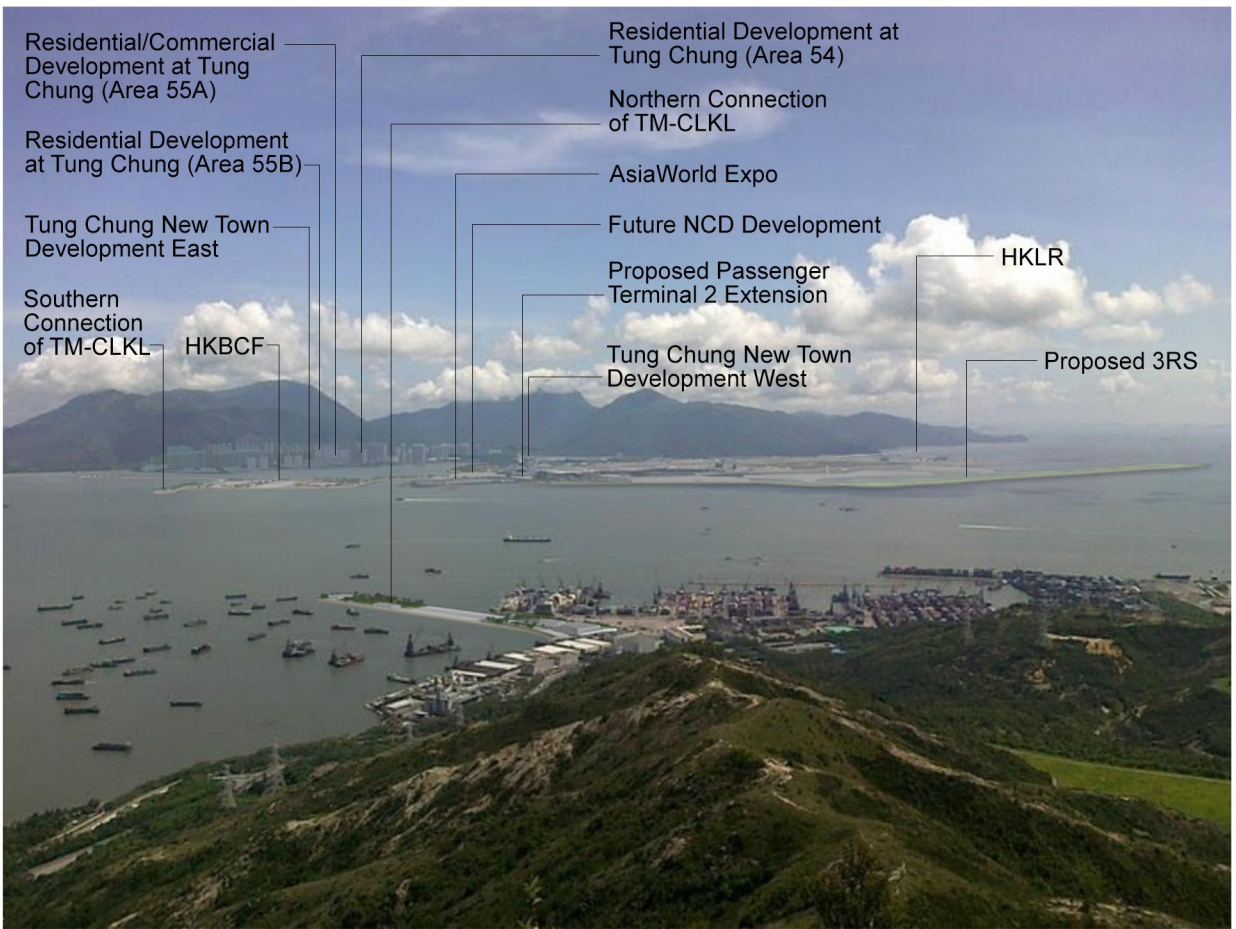 Residential/Commercial
Development at Tung
Chung (Area 55A)
Residential Development
at Tung Chung (Area 55B)
Tung Chung New Town
Development East
Southern
Connection
of TM-CLKL
HKBCF
Residential Development at
Tung Chung (Area 54)
Northern Connection
of TM-CLKL
AsiaWorld Expo
Future NCD Development
Proposed Passenger
Terminal 2 Extension
Tung Chung New Town
Development West
HKLR
Proposed 3RS